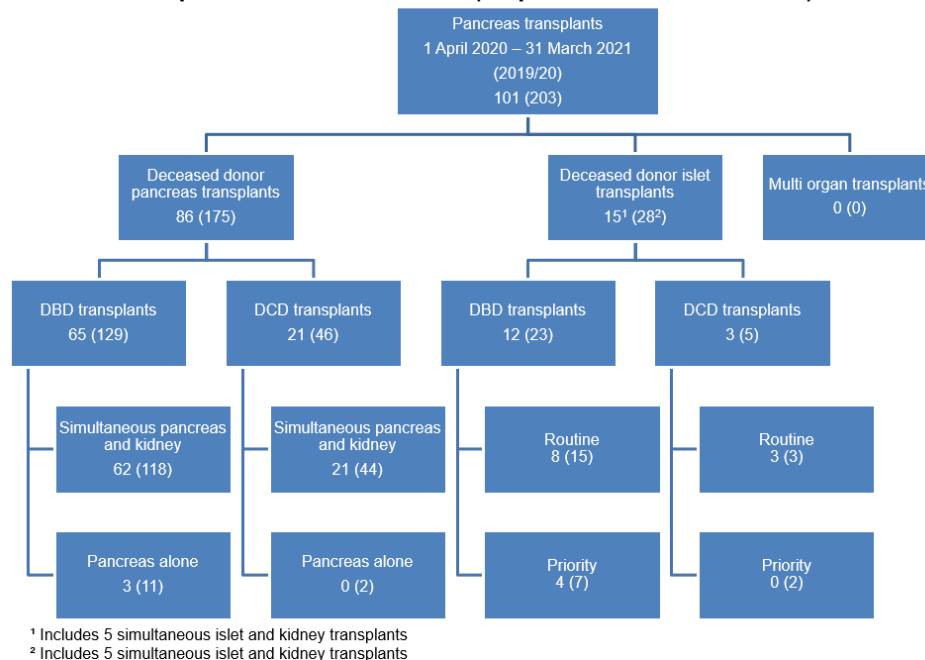 Pancreas transplants
1 April 2020 – 31 March 2021
(2019/20)
101 (203)
Deceased donor
pancreas transplants
86 (175)
Deceased donor islet
transplants
15¹ (28²)
Multi organ transplants
0 (0)
DBD transplants
65 (129)
DCD transplants
21 (46)
DBD transplants
12 (23)
DCD transplants
3 (5)
Simultaneous pancreas
and kidney
62 (118)
Simultaneous pancreas
and kidney
21 (44)
Routine
8 (15)
Routine
3 (3)
Pancreas alone
3 (11)
Pancreas alone
0 (2)
Priority
4 (7)
Priority
0 (2)
¹ Includes 5 simultaneous islet and kidney transplants
² Includes 5 simultaneous islet and kidney transplants